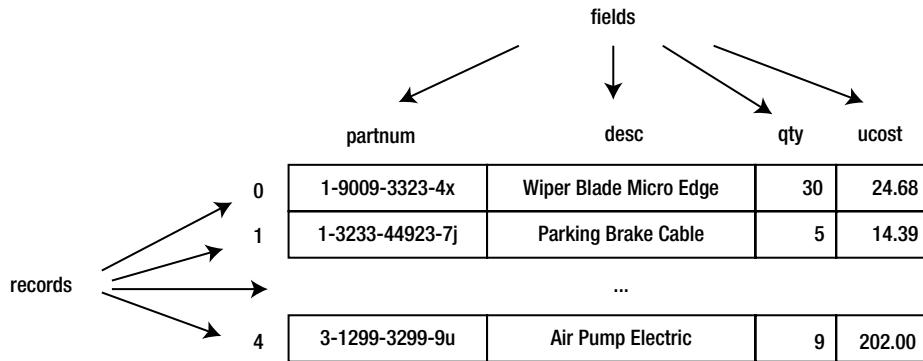 fields
partnum desc qty ucost
0 1-9009-3323-4x Wiper Blade Micro Edge 30 24.68
1 1-3233-44923-7j Parking Brake Cable 5 14.39
records ...
4 3-1299-3299-9u Air Pump Electric 9 202.00